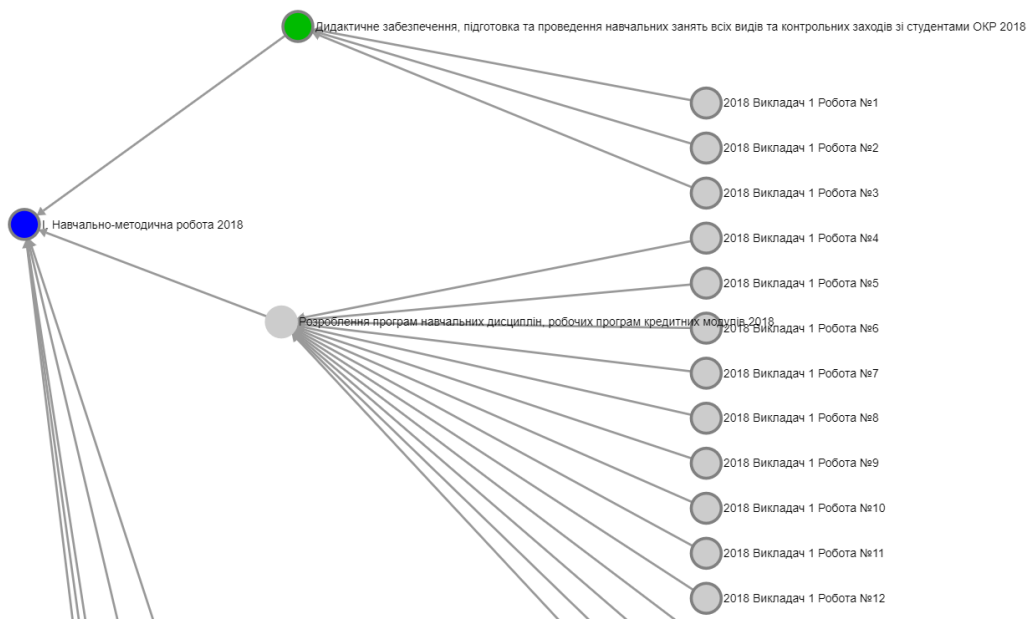 Дидактичне забезпечення, підготовка та проведення навчальних занять всіх видів та контрольних заходів зі студентами ОКР 2018
2018 Викладач 1 Робота №1
2018 Викладач 1 Робота №2
2018 Викладач 1 Робота №3
I. Навчально-методична робота 2018
2018 Викладач 1 Робота №4
2018 Викладач 1 Робота №5
Розроблення програм навчальних дисциплін, робочих програм кредитних модулів 2018
2018 Викладач 1 Робота №6
2018 Викладач 1 Робота №7
2018 Викладач 1 Робота №8
2018 Викладач 1 Робота №9
2018 Викладач 1 Робота №10
2018 Викладач 1 Робота №11
2018 Викладач 1 Робота №12